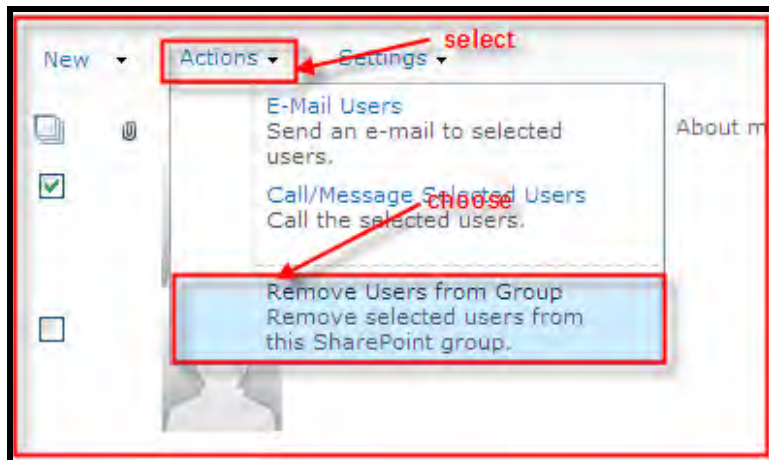 select
New Actions Settings
E-Mail Users
Send an e-mail to selected
users.
About m
Call/Message Selected Users
choose
Call the selected users.
Remove Users from Group
Remove selected users from
this SharePoint group.